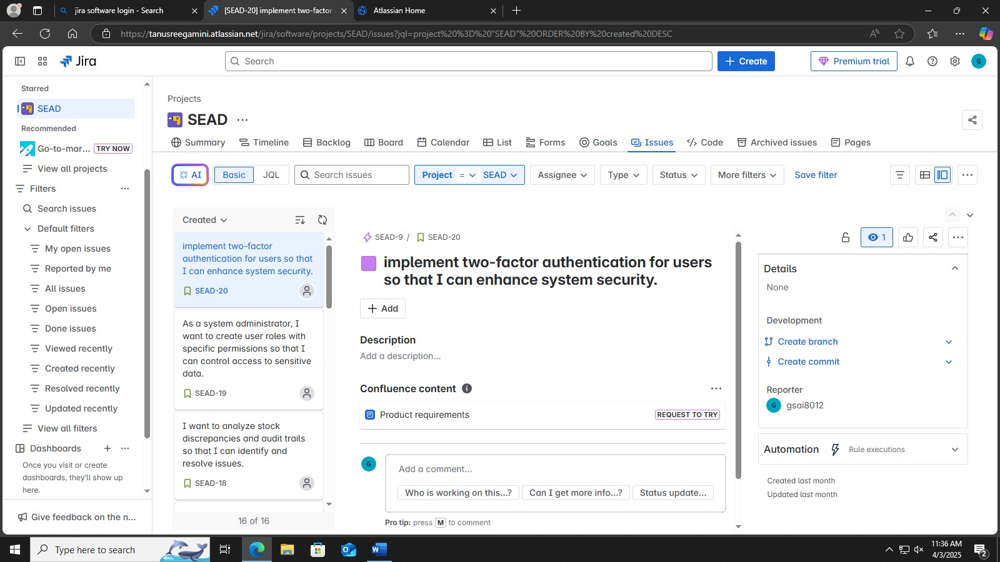 jira software login - Search
[SEAD-20] implement two-factor a
Atlassian Home
https://tanusreegamini.atlassian.net/jira/software/projects/SEAD/issues?jql=project%20%3D%20"SEAD"%20ORDER%20BY%20created%20DESC
Jira
Search
Create
Premium trial
G
Starred
SEAD
Recommended
Go-to-mar... TRY NOW
View all projects
Filters
Search issues
Default filters
My open issues
Reported by me
All issues
Open issues
Done issues
Viewed recently
Created recently
Resolved recently
Updated recently
View all filters
Dashboards
Once you visit or create
dashboards, they'll show up
here.
Give feedback on the n...
Projects
SEAD
Summary Timeline Backlog Board Calendar List Forms Goals Issues Code Archived issues Pages
AI Basic JQL Search issues Project = SEAD Assignee Type Status More filters Save filter
Created
implement two-factor
authentication for users so that
I can enhance system security.
SEAD-20
As a system administrator, I
want to create user roles with
specific permissions so that I
can control access to sensitive
data.
SEAD-19
I want to analyze stock
discrepancies and audit trails
so that I can identify and
resolve issues.
SEAD-18
16 of 16
SEAD-9 / SEAD-20
implement two-factor authentication for users
so that I can enhance system security.
Add
Description
Add a description...
Confluence content
Product requirements REQUEST TO TRY
G
Add a comment...
Who is working on this...? Can I get more info...? Status update...
Pro tip: press M to comment
1
Details
None
Development
Create branch
Create commit
Reporter
G gsai8012
Automation Rule executions
Created last month
Updated last month
Type here to search
11:36 AM
4/3/2025
2